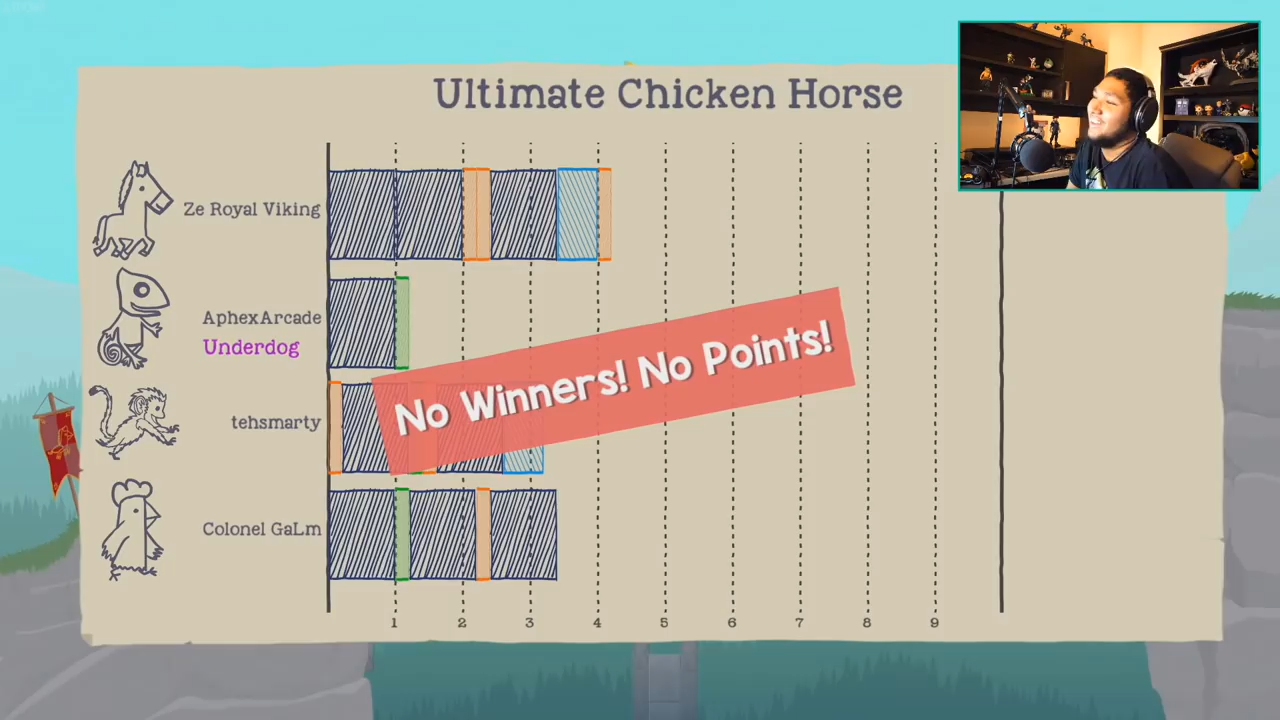 Ultimate Chicken Horse
Ze Royal Viking
AphexArcade
Underdog
No Winners! No Points!
tehsmarty
Colonel GaLm
1 2 3 4 5 6 7 8 9